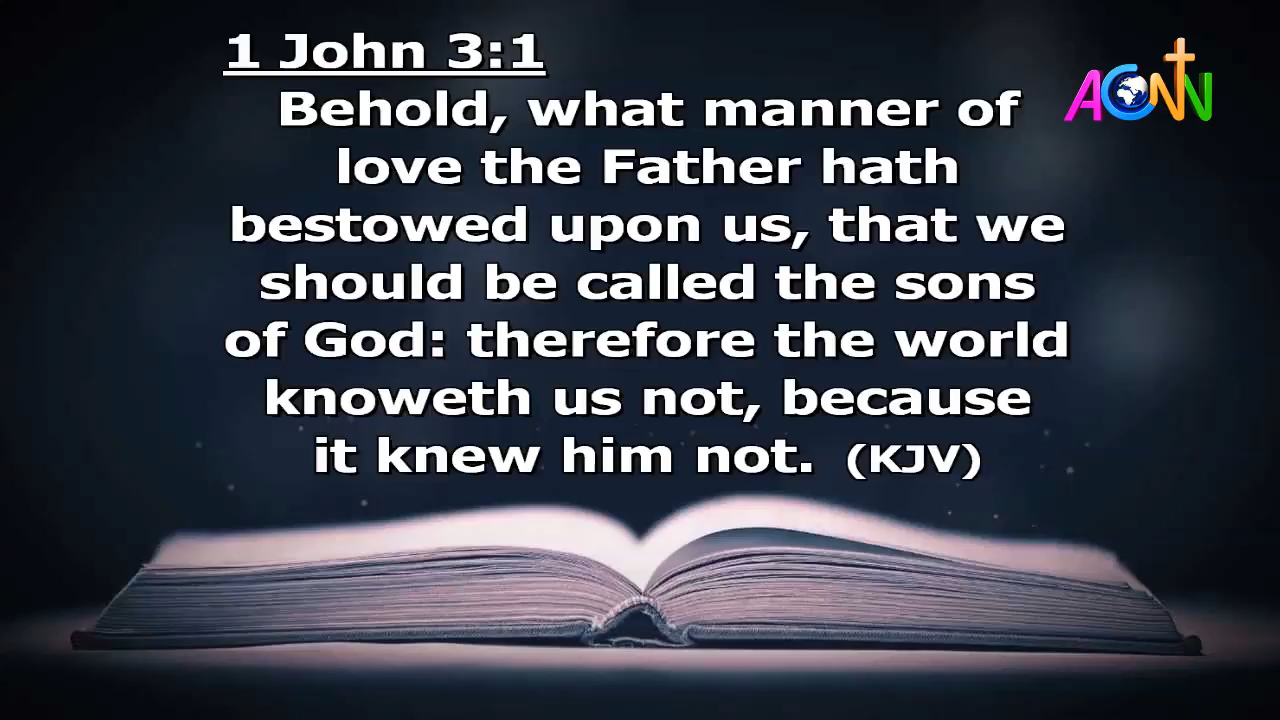 1 John 3:1
Behold, what manner of
love the Father hath
bestowed upon us, that we
should be called the sons
of God: therefore the world
knoweth us not, because
it knew him not. (KJV)
ACNN